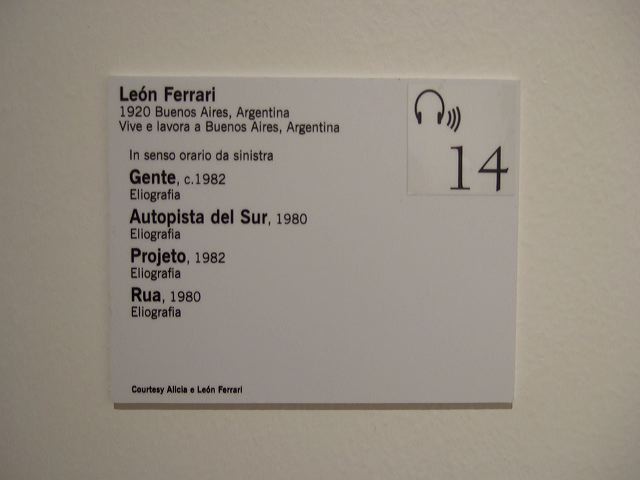 León Ferrari
1920 Buenos Aires, Argentina
Vive e lavora a Buenos Aires, Argentina
14
In senso orario da sinistra
Gente, c.1982
Eliografia
Autopista del Sur, 1980
Eliografia
Projeto, 1982
Eliografia
Rua, 1980
Eliografia
Courtesy Alicia e León Ferrari